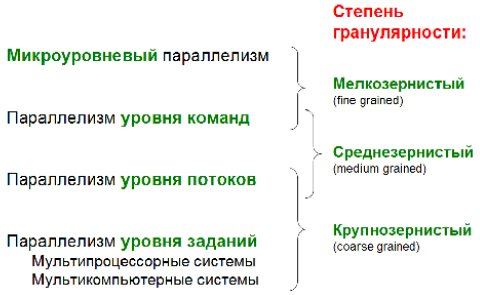 Степень
гранулярности:
Микроуровневый параллелизм
Мелкозернистый
(fine grained)
Параллелизм уровня команд
Среднезернистый
(medium grained)
Параллелизм уровня потоков
Параллелизм уровня заданий
Мультипроцессорные системы
Мультикомпьютерные системы
Крупнозернистый
(coarse grained)